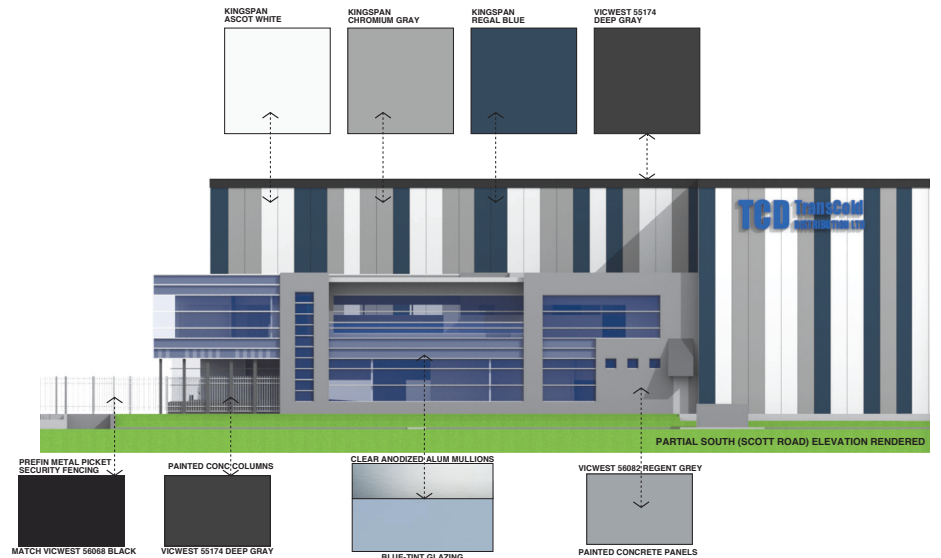 KINGSPAN
ASCOT WHITE
KINGSPAN
CHROMIUM GRAY
KINGSPAN
REGAL BLUE
VICWEST 55174
DEEP GRAY
TCD TransCold
DISTRIBUTION LTD
PARTIAL SOUTH (SCOTT ROAD) ELEVATION RENDERED
PREFIN METAL PICKET
SECURITY FENCING
PAINTED CONC COLUMNS
CLEAR ANODIZED ALUM MULLIONS
VICWEST 56082 REGENT GREY
MATCH VICWEST 56068 BLACK
VICWEST 55174 DEEP GRAY
BLUE-TINT GLAZING
PAINTED CONCRETE PANELS